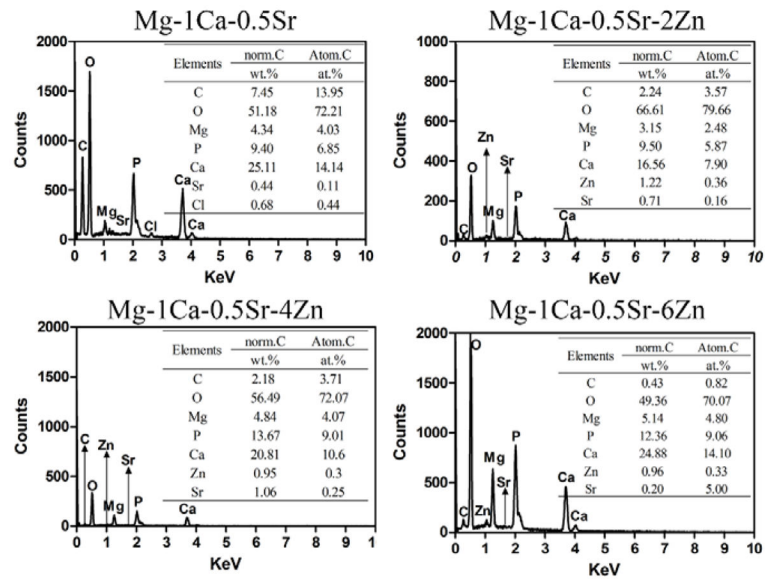 Mg-1Ca-0.5Sr
2000
1500
1000
500
0
Counts
0 1 2 3 4 5 6 7 8 9 10
KeV
C
O
Mg
Sr
P
Cl
Ca
Ca
Elements norm.C Atom.C
wt.% at.%
C 7.45 13.95
O 51.18 72.21
Mg 4.34 4.03
P 9.40 6.85
Ca 25.11 14.14
Sr 0.44 0.11
Cl 0.68 0.44
Mg-1Ca-0.5Sr-2Zn
1000
800
600
400
200
0
Counts
0 1 2 3 4 5 6 7 8 9 10
KeV
C
O
Zn
Mg
Sr
P
Ca
Elements norm.C Atom.C
wt.% at.%
C 2.24 3.57
O 66.61 79.66
Mg 3.15 2.48
P 9.50 5.87
Ca 16.56 7.90
Zn 1.22 0.36
Sr 0.71 0.16
Mg-1Ca-0.5Sr-4Zn
2000
1500
1000
500
0
Counts
0 1 2 3 4 5 6 7 8 9 1
KeV
C
O
Zn
Mg
Sr
P
Ca
Elements norm.C Atom.C
wt.% at.%
C 2.18 3.71
O 56.49 72.07
Mg 4.84 4.07
P 13.67 9.01
Ca 20.81 10.6
Zn 0.95 0.3
Sr 1.06 0.25
Mg-1Ca-0.5Sr-6Zn
2000
1500
1000
500
0
Counts
0 1 2 3 4 5 6 7 8 9 10
KeV
C
O
Zn
Mg
Sr
P
Ca
Ca
Elements norm.C Atom.C
wt.% at.%
C 0.43 0.82
O 49.36 70.07
Mg 5.14 4.80
P 12.36 9.06
Ca 24.88 14.10
Zn 0.96 0.33
Sr 0.20 5.00